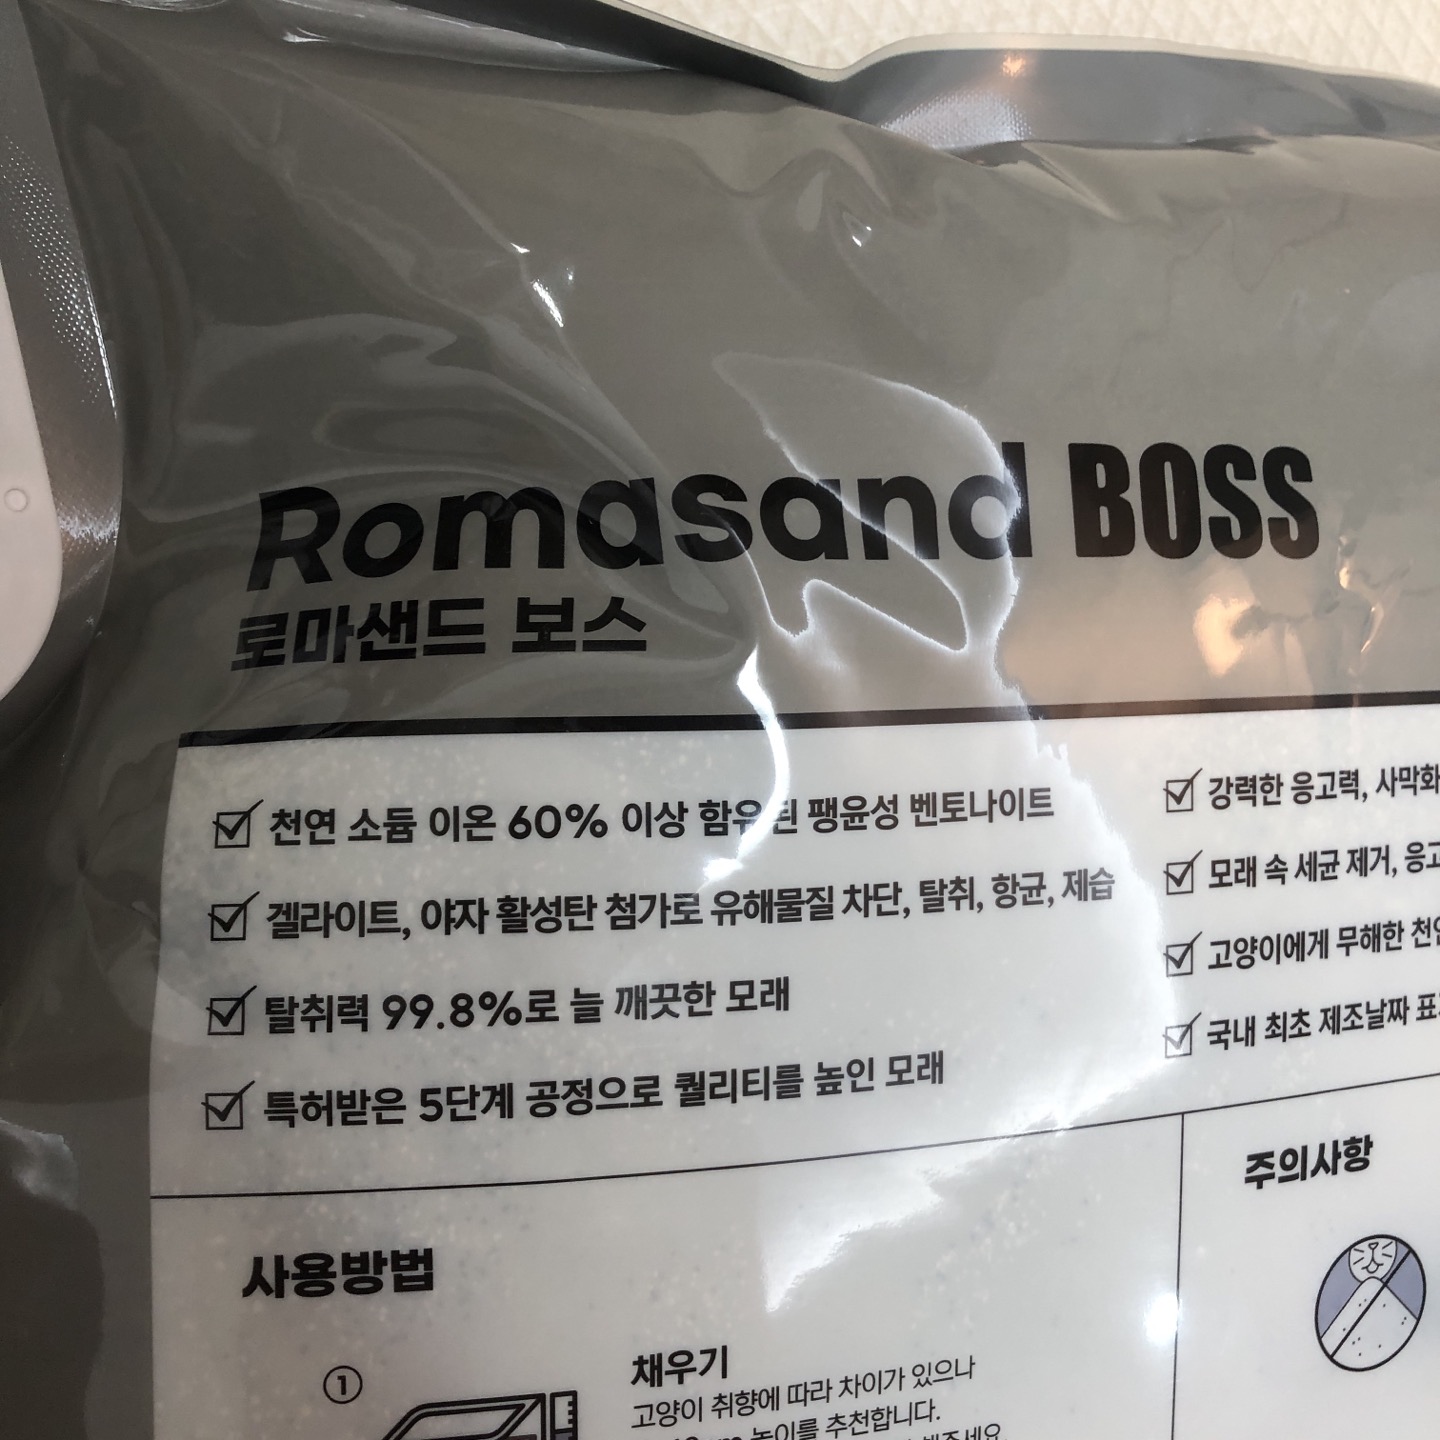 Romasand BOSS
로마샌드 보스
천연 소듐 이온 60% 이상 함유된 팽윤성 벤토나이트
겔라이트, 야자 활성탄 첨가로 유해물질 차단, 탈취, 항균, 제습
탈취력 99.8%로 늘 깨끗한 모래
특허받은 5단계 공정으로 퀄리티를 높인 모래
강력한 응고력, 사막화
모래 속 세균 제거, 응고
고양이에게 무해한 천연
국내 최초 제조날짜
사용방법
①
채우기
고양이 취향에 따라 차이가 있으나
높이를 추천합니다.
주의사항